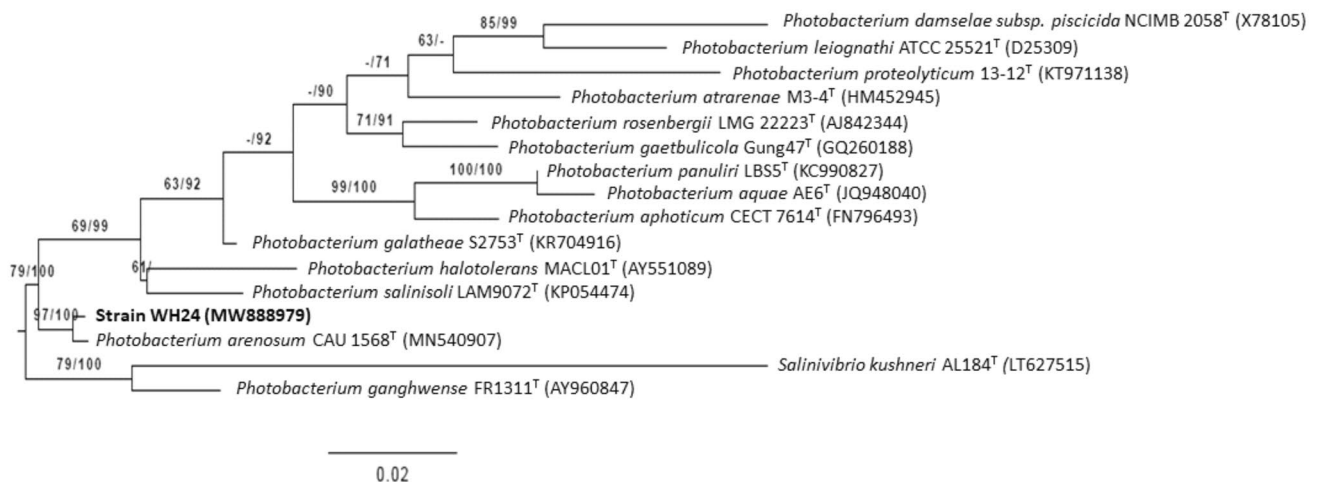 85/99
Photobacterium damselae subsp. piscicida NCIMB 2058T (X78105)
63/-
Photobacterium leiognathi ATCC 25521T (D25309)
-/71
Photobacterium proteolyticum 13-12T (KT971138)
-/90
Photobacterium atrarenae M3-4T (HM452945)
71/91
Photobacterium rosenbergii LMG 22223T (AJ842344)
-/92
Photobacterium gaetbulicola Gung47T (GQ260188)
100/100
Photobacterium panuliri LBS5T (KC990827)
63/92
99/100
Photobacterium aquae AE6T (JQ948040)
Photobacterium aphoticum CECT 7614T (FN796493)
69/99
Photobacterium galatheae S2753T (KR704916)
79/100
61/
Photobacterium halotolerans MACL01T (AY551089)
Photobacterium salinisoli LAM9072T (KP054474)
97/100
Strain WH24 (MW888979)
Photobacterium arenosum CAU 1568T (MN540907)
79/100
Salinivibrio kushneri AL184T (LT627515)
Photobacterium ganghwense FR1311T (AY960847)
0.02